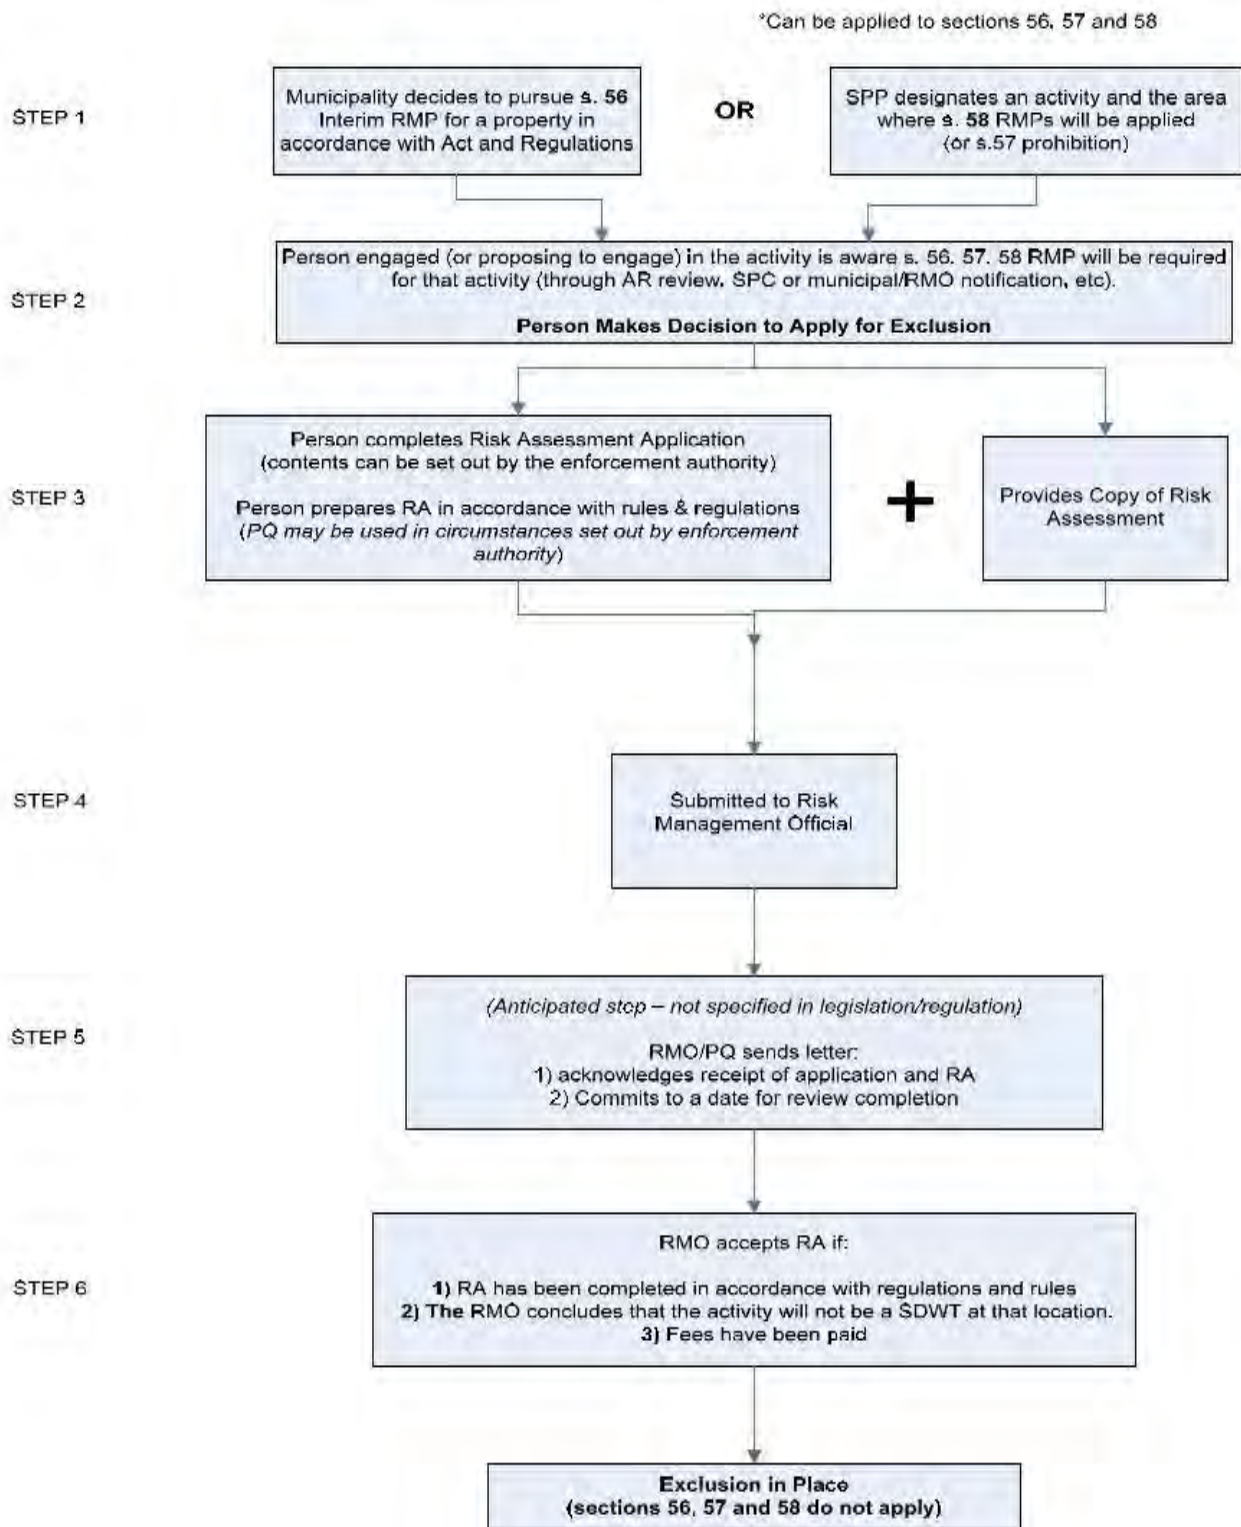 *Can be applied to sections 56, 57 and 58
STEP 1
Municipality decides to pursue s. 56
Interim RMP for a property in
accordance with Act and Regulations
OR
SPP designates an activity and the area
where s. 58 RMPs will be applied
(or s.57 prohibition)
STEP 2
Person engaged (or proposing to engage) in the activity is aware s. 56, 57, 58 RMP will be required
for that activity (through AR review, SPC or municipal/RMO notification, etc).
Person Makes Decision to Apply for Exclusion
STEP 3
Person completes Risk Assessment Application
(contents can be set out by the enforcement authority)
Person prepares RA in accordance with rules & regulations
(PQ may be used in circumstances set out by enforcement
authority)
+
Provides Copy of Risk
Assessment
STEP 4
Submitted to Risk
Management Official
STEP 5
(Anticipated step – not specified in legislation/regulation)
RMO/PQ sends letter:
1) acknowledges receipt of application and RA
2) Commits to a date for review completion
STEP 6
RMO accepts RA if:
1) RA has been completed in accordance with regulations and rules
2) The RMO concludes that the activity will not be a SDWT at that location.
3) Fees have been paid
Exclusion in Place
(sections 56, 57 and 58 do not apply)